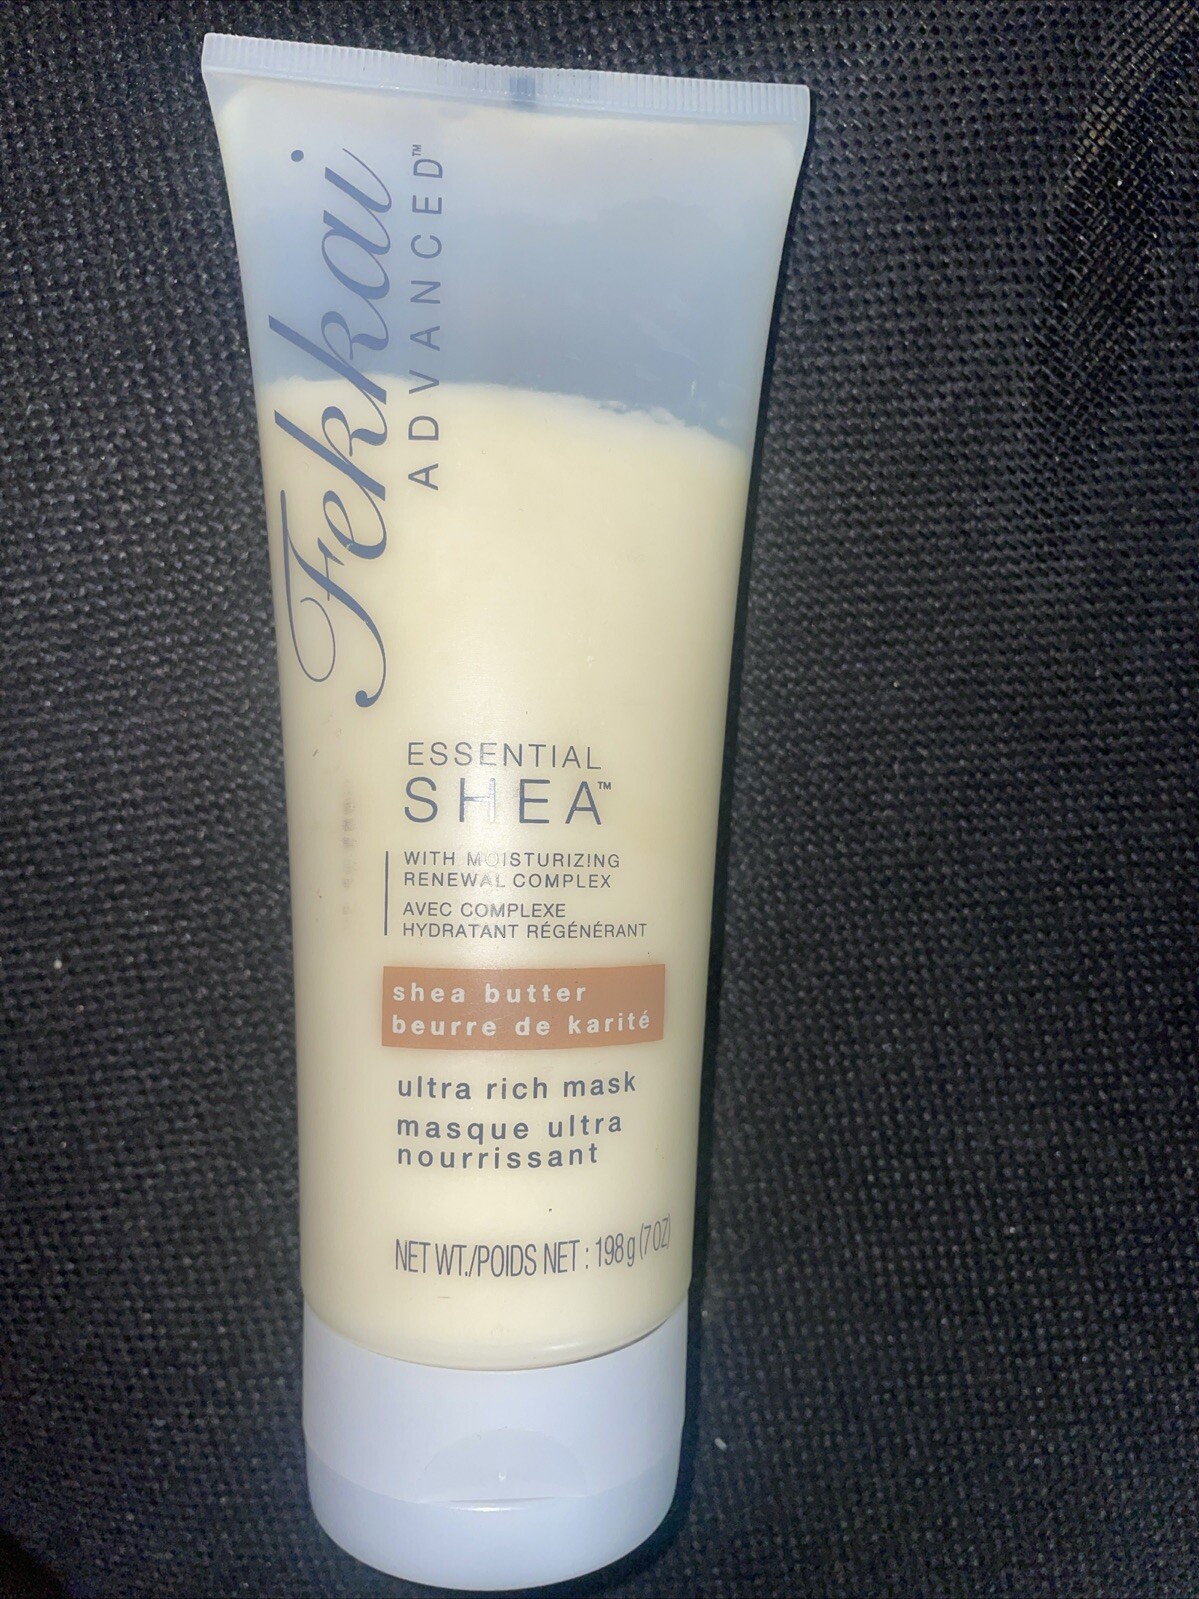 Fekkai
ADVANCED™
ESSENTIAL
SHEA™
WITH MOISTURIZING
RENEWAL COMPLEX
AVEC COMPLEXE
HYDRATANT RÉGÉNÉRANT
shea butter
beurre de karité
ultra rich mask
masque ultra
nourrissant
NET WT./POIDS NET : 198g (7 OZ)